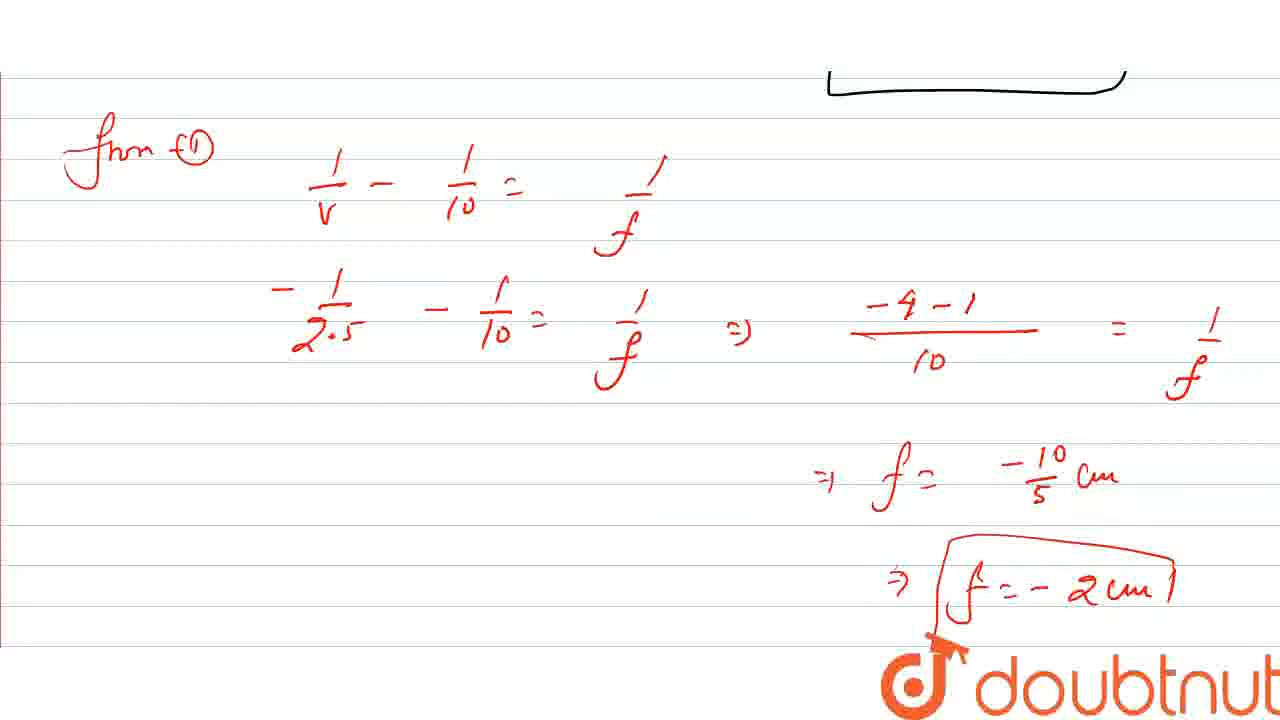 from ①
1/v - 1/10 = 1/f
- 1/2.5 - 1/10 = 1/f ⇒ (-4-1)/10 = 1/f
⇒ f = -10/5 cm
⇒ f = - 2 cm
doubtnut